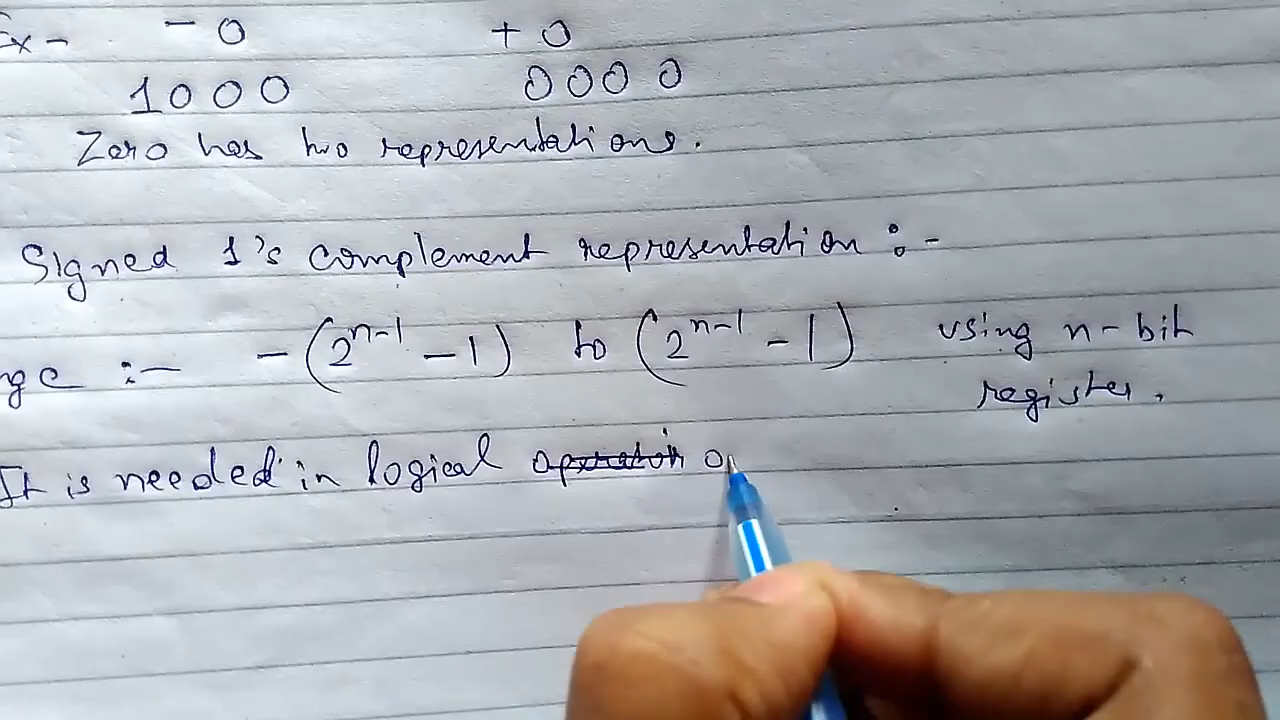 Ex- -0 +0
1000 0000
Zero has two representations.
Signed 1's complement representation :-
ge :- -(2^{n-1} -1) to (2^{n-1} -1) using n-bit
register.
It is needed in logical o